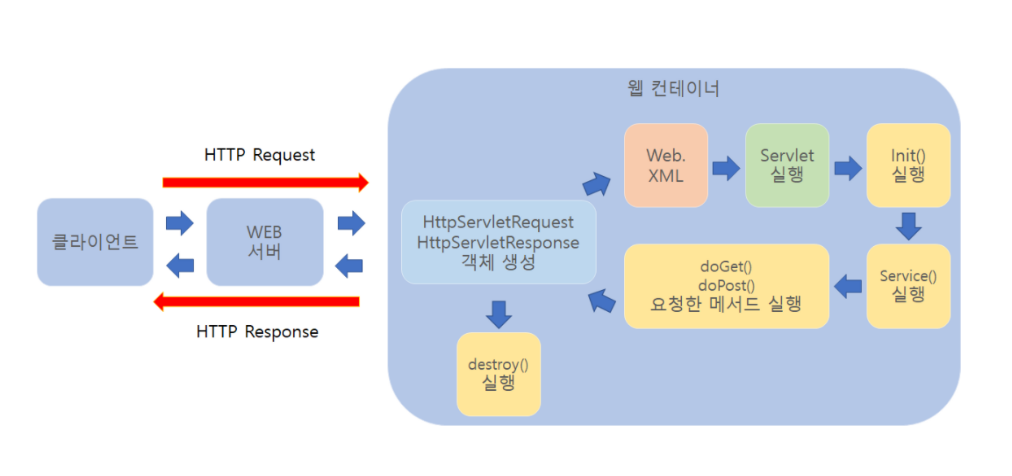 웹 컨테이너
HTTP Request
클라이언트
WEB
서버
HTTP Response
HttpServletRequest
HttpServletResponse
객체 생성
Web.
XML
Servlet
실행
Init()
실행
Service()
실행
doGet()
doPost()
요청한 메서드 실행
destroy()
실행